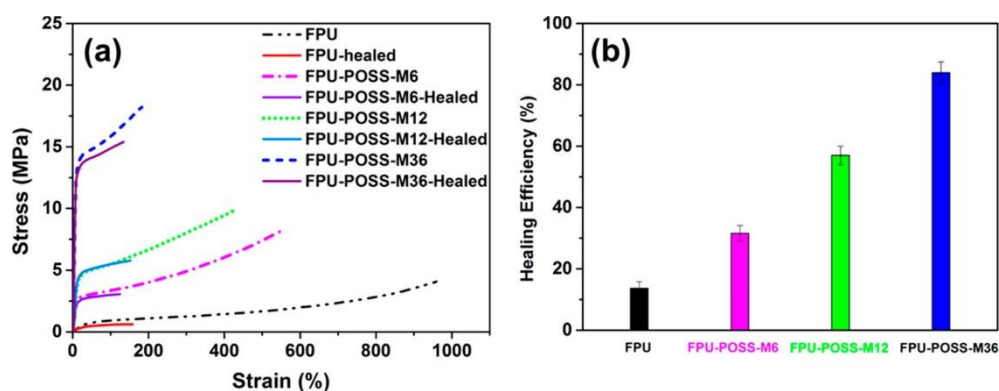 (a)
FPU
FPU-healed
FPU-POSS-M6
FPU-POSS-M6-Healed
FPU-POSS-M12
FPU-POSS-M12-Healed
FPU-POSS-M36
FPU-POSS-M36-Healed
Stress (MPa)
25
20
15
10
5
0
0 200 400 600 800 1000
Strain (%)
(b)
Healing Efficiency (%)
100
80
60
40
20
0
FPU FPU-POSS-M6 FPU-POSS-M12 FPU-POSS-M36